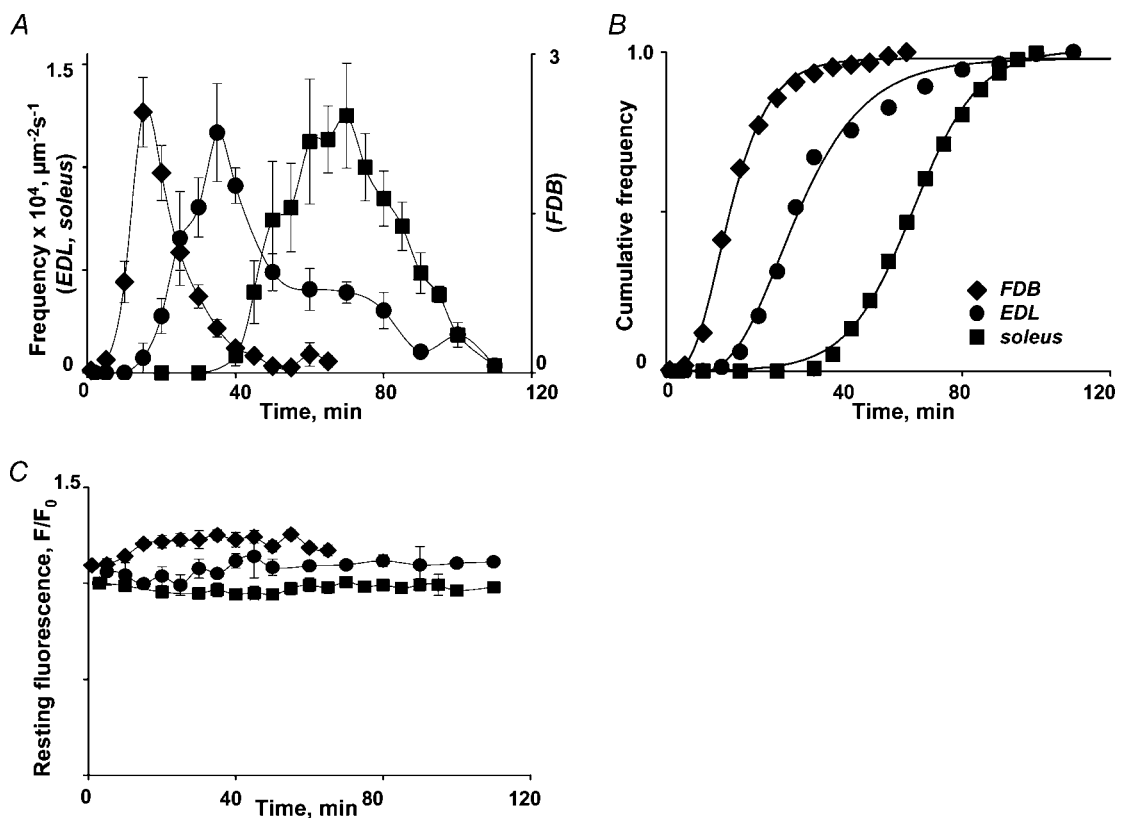 A
Frequency x 10⁴, µm⁻²s⁻¹
(EDL, soleus)
1.5
0
3
0
(FDB)
0 40 80 120
Time, min
B
Cumulative frequency
1.0
0
FDB
EDL
soleus
0 40 80 120
Time, min
C
Resting fluorescence, F/F₀
1.5
0 40 80 120
Time, min